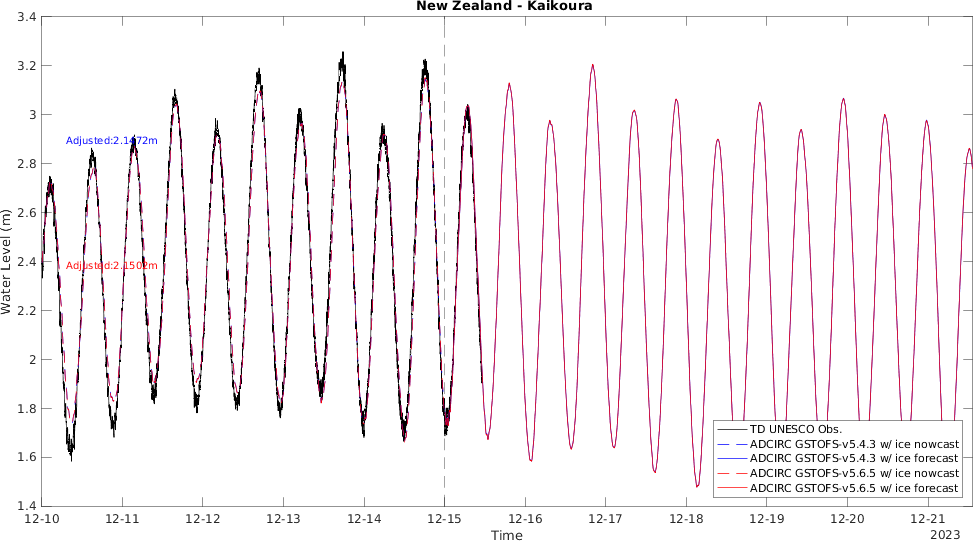 New Zealand - Kaikoura
3.4
3.2
3
2.8
2.6
2.4
2.2
2
1.8
1.6
1.4
Water Level (m)
Adjusted:2.1472m
Adjusted:2.1502m
TD UNESCO Obs.
ADCIRC GSTOFS-v5.4.3 w/ ice nowcast
ADCIRC GSTOFS-v5.4.3 w/ ice forecast
ADCIRC GSTOFS-v5.6.5 w/ ice nowcast
ADCIRC GSTOFS-v5.6.5 w/ ice forecast
12-10 12-11 12-12 12-13 12-14 12-15 12-16 12-17 12-18 12-19 12-20 12-21
Time
2023